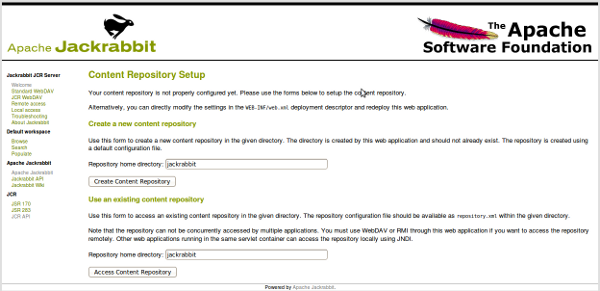 Apache Jackrabbit
The Apache
Software Foundation
Jackrabbit JCR Server
Welcome
Standard WebDAV
JCR WebDAV
Remote access
Local access
Troubleshooting
About Jackrabbit
Default workspace
Browse
Search
Populate
Apache Jackrabbit
Apache Jackrabbit
Jackrabbit API
Jackrabbit Wiki
JCR
JSR 170
JSR 283
JCR API
Content Repository Setup
Your content repository is not properly configured yet. Please use the forms below to setup the content repository.
Alternatively, you can directly modify the settings in the WEB-INF/web.xml deployment descriptor and redeploy this web application.
Create a new content repository
Use this form to create a new content repository in the given directory. The directory is created by this web application and should not already exist. The repository is created
using a default configuration file.
Repository home directory: jackrabbit
Create Content Repository
Use an existing content repository
Use this form to access an existing content repository in the given directory. The repository configuration file should be available as repository.xml within the given directory.
Note that the repository can not be concurrently accessed by multiple applications. You must use WebDAV or RMI through this web application if you want to access the repository
remotely. Other web applications running in the same servlet container can access the repository locally using JNDI.
Repository home directory: jackrabbit
Access Content Repository
Powered by Apache Jackrabbit.